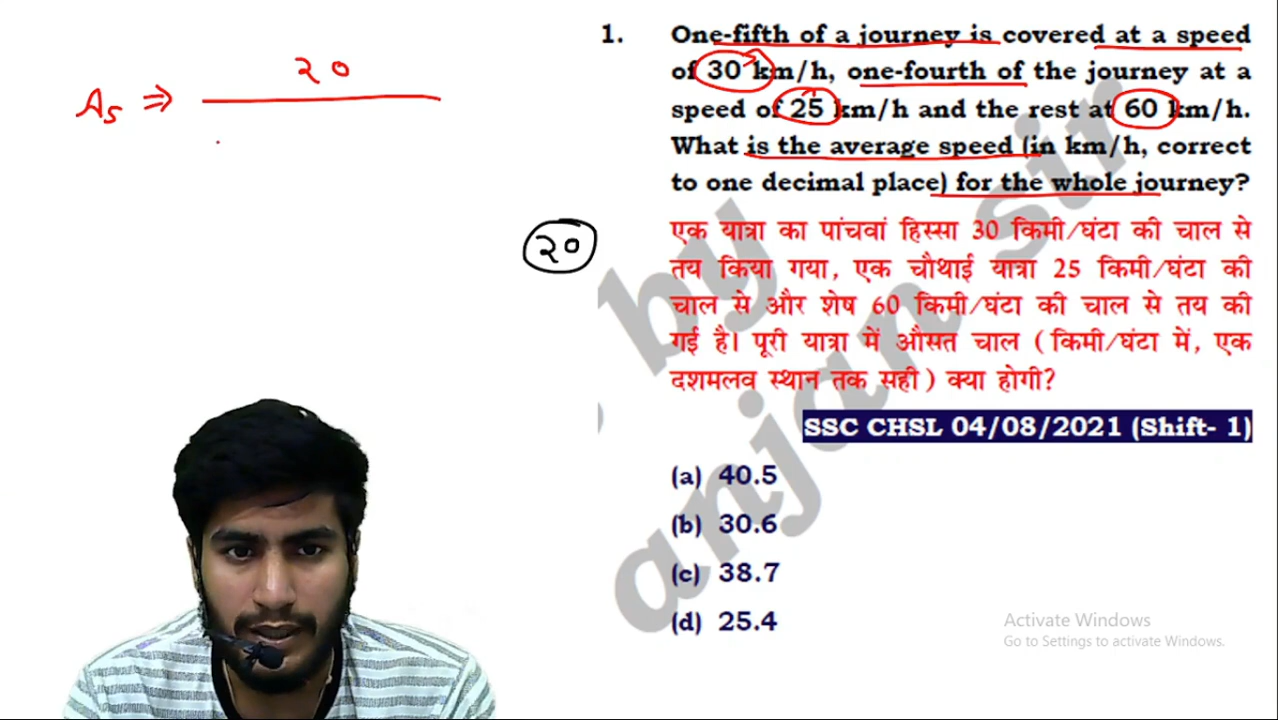 As ⇒ 20
20
1. One-fifth of a journey is covered at a speed
of 30 km/h, one-fourth of the journey at a
speed of 25 km/h and the rest at 60 km/h.
What is the average speed (in km/h, correct
to one decimal place) for the whole journey?
एक यात्रा का पांचवां हिस्सा 30 किमी/घंटा की चाल से
तय किया गया, एक चौथाई यात्रा 25 किमी/घंटा की
चाल से और शेष 60 किमी/घंटा की चाल से तय की
गई है। पूरी यात्रा में औसत चाल (किमी/घंटा में, एक
दशमलव स्थान तक सही) क्या होगी?
SSC CHSL 04/08/2021 (Shift- 1)
(a) 40.5
(b) 30.6
(c) 38.7
(d) 25.4
by
anjan sir
Activate Windows
Go to Settings to activate Windows.